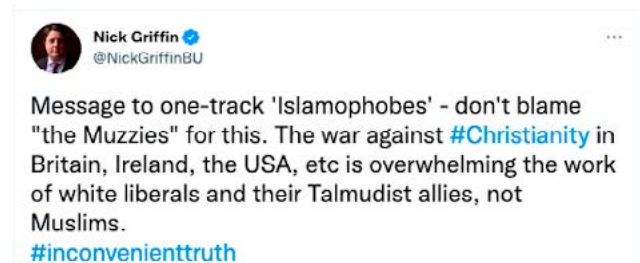 Nick Griffin
@NickGriffinBU
Message to one-track 'Islamophobes' - don't blame
"the Muzzies" for this. The war against #Christianity in
Britain, Ireland, the USA, etc is overwhelming the work
of white liberals and their Talmudist allies, not
Muslims.
#inconvenienttruth